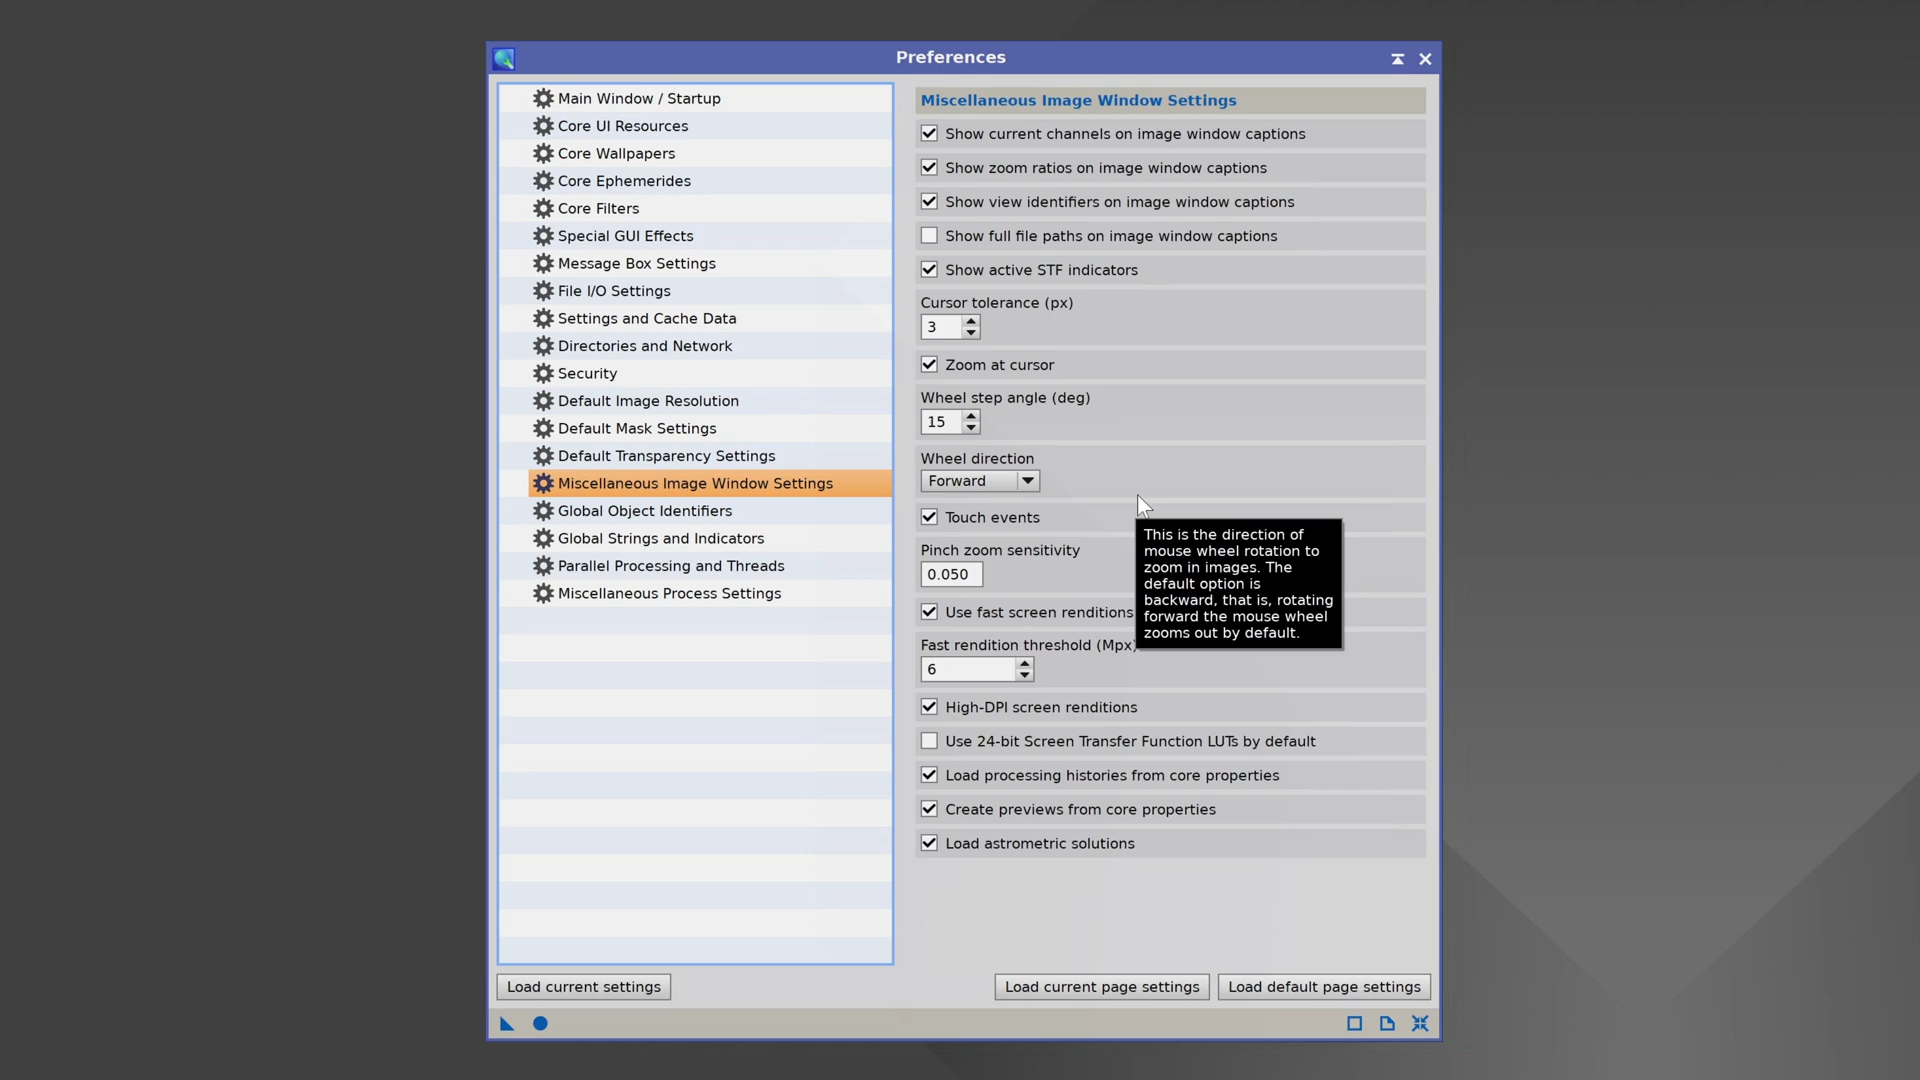 Preferences
Main Window / Startup
Core UI Resources
Core Wallpapers
Core Ephemerides
Core Filters
Special GUI Effects
Message Box Settings
File I/O Settings
Settings and Cache Data
Directories and Network
Security
Default Image Resolution
Default Mask Settings
Default Transparency Settings
Miscellaneous Image Window Settings
Global Object Identifiers
Global Strings and Indicators
Parallel Processing and Threads
Miscellaneous Process Settings
Miscellaneous Image Window Settings
Show current channels on image window captions
Show zoom ratios on image window captions
Show view identifiers on image window captions
Show full file paths on image window captions
Show active STF indicators
Cursor tolerance (px)
3
Zoom at cursor
Wheel step angle (deg)
15
Wheel direction
Forward
Touch events
Pinch zoom sensitivity
0.050
Use fast screen renditions
Fast rendition threshold (Mpx)
6
High-DPI screen renditions
Use 24-bit Screen Transfer Function LUTs by default
Load processing histories from core properties
Create previews from core properties
Load astrometric solutions
This is the direction of
mouse wheel rotation to
zoom in images. The
default option is
backward, that is, rotating
forward the mouse wheel
zooms out by default.
Load current settings
Load current page settings
Load default page settings